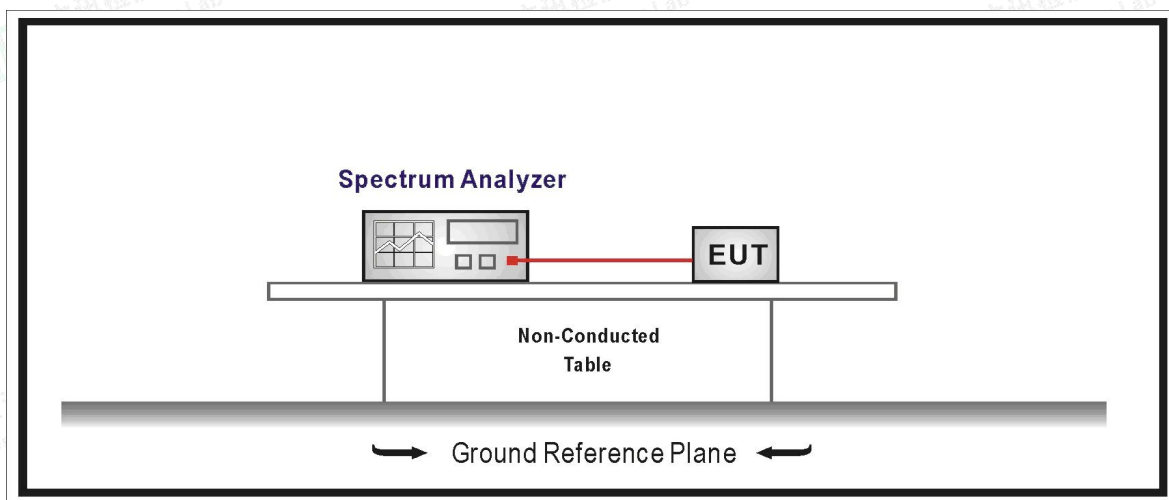 Spectrum Analyzer
EUT
Non-Conducted
Table
Ground Reference Plane